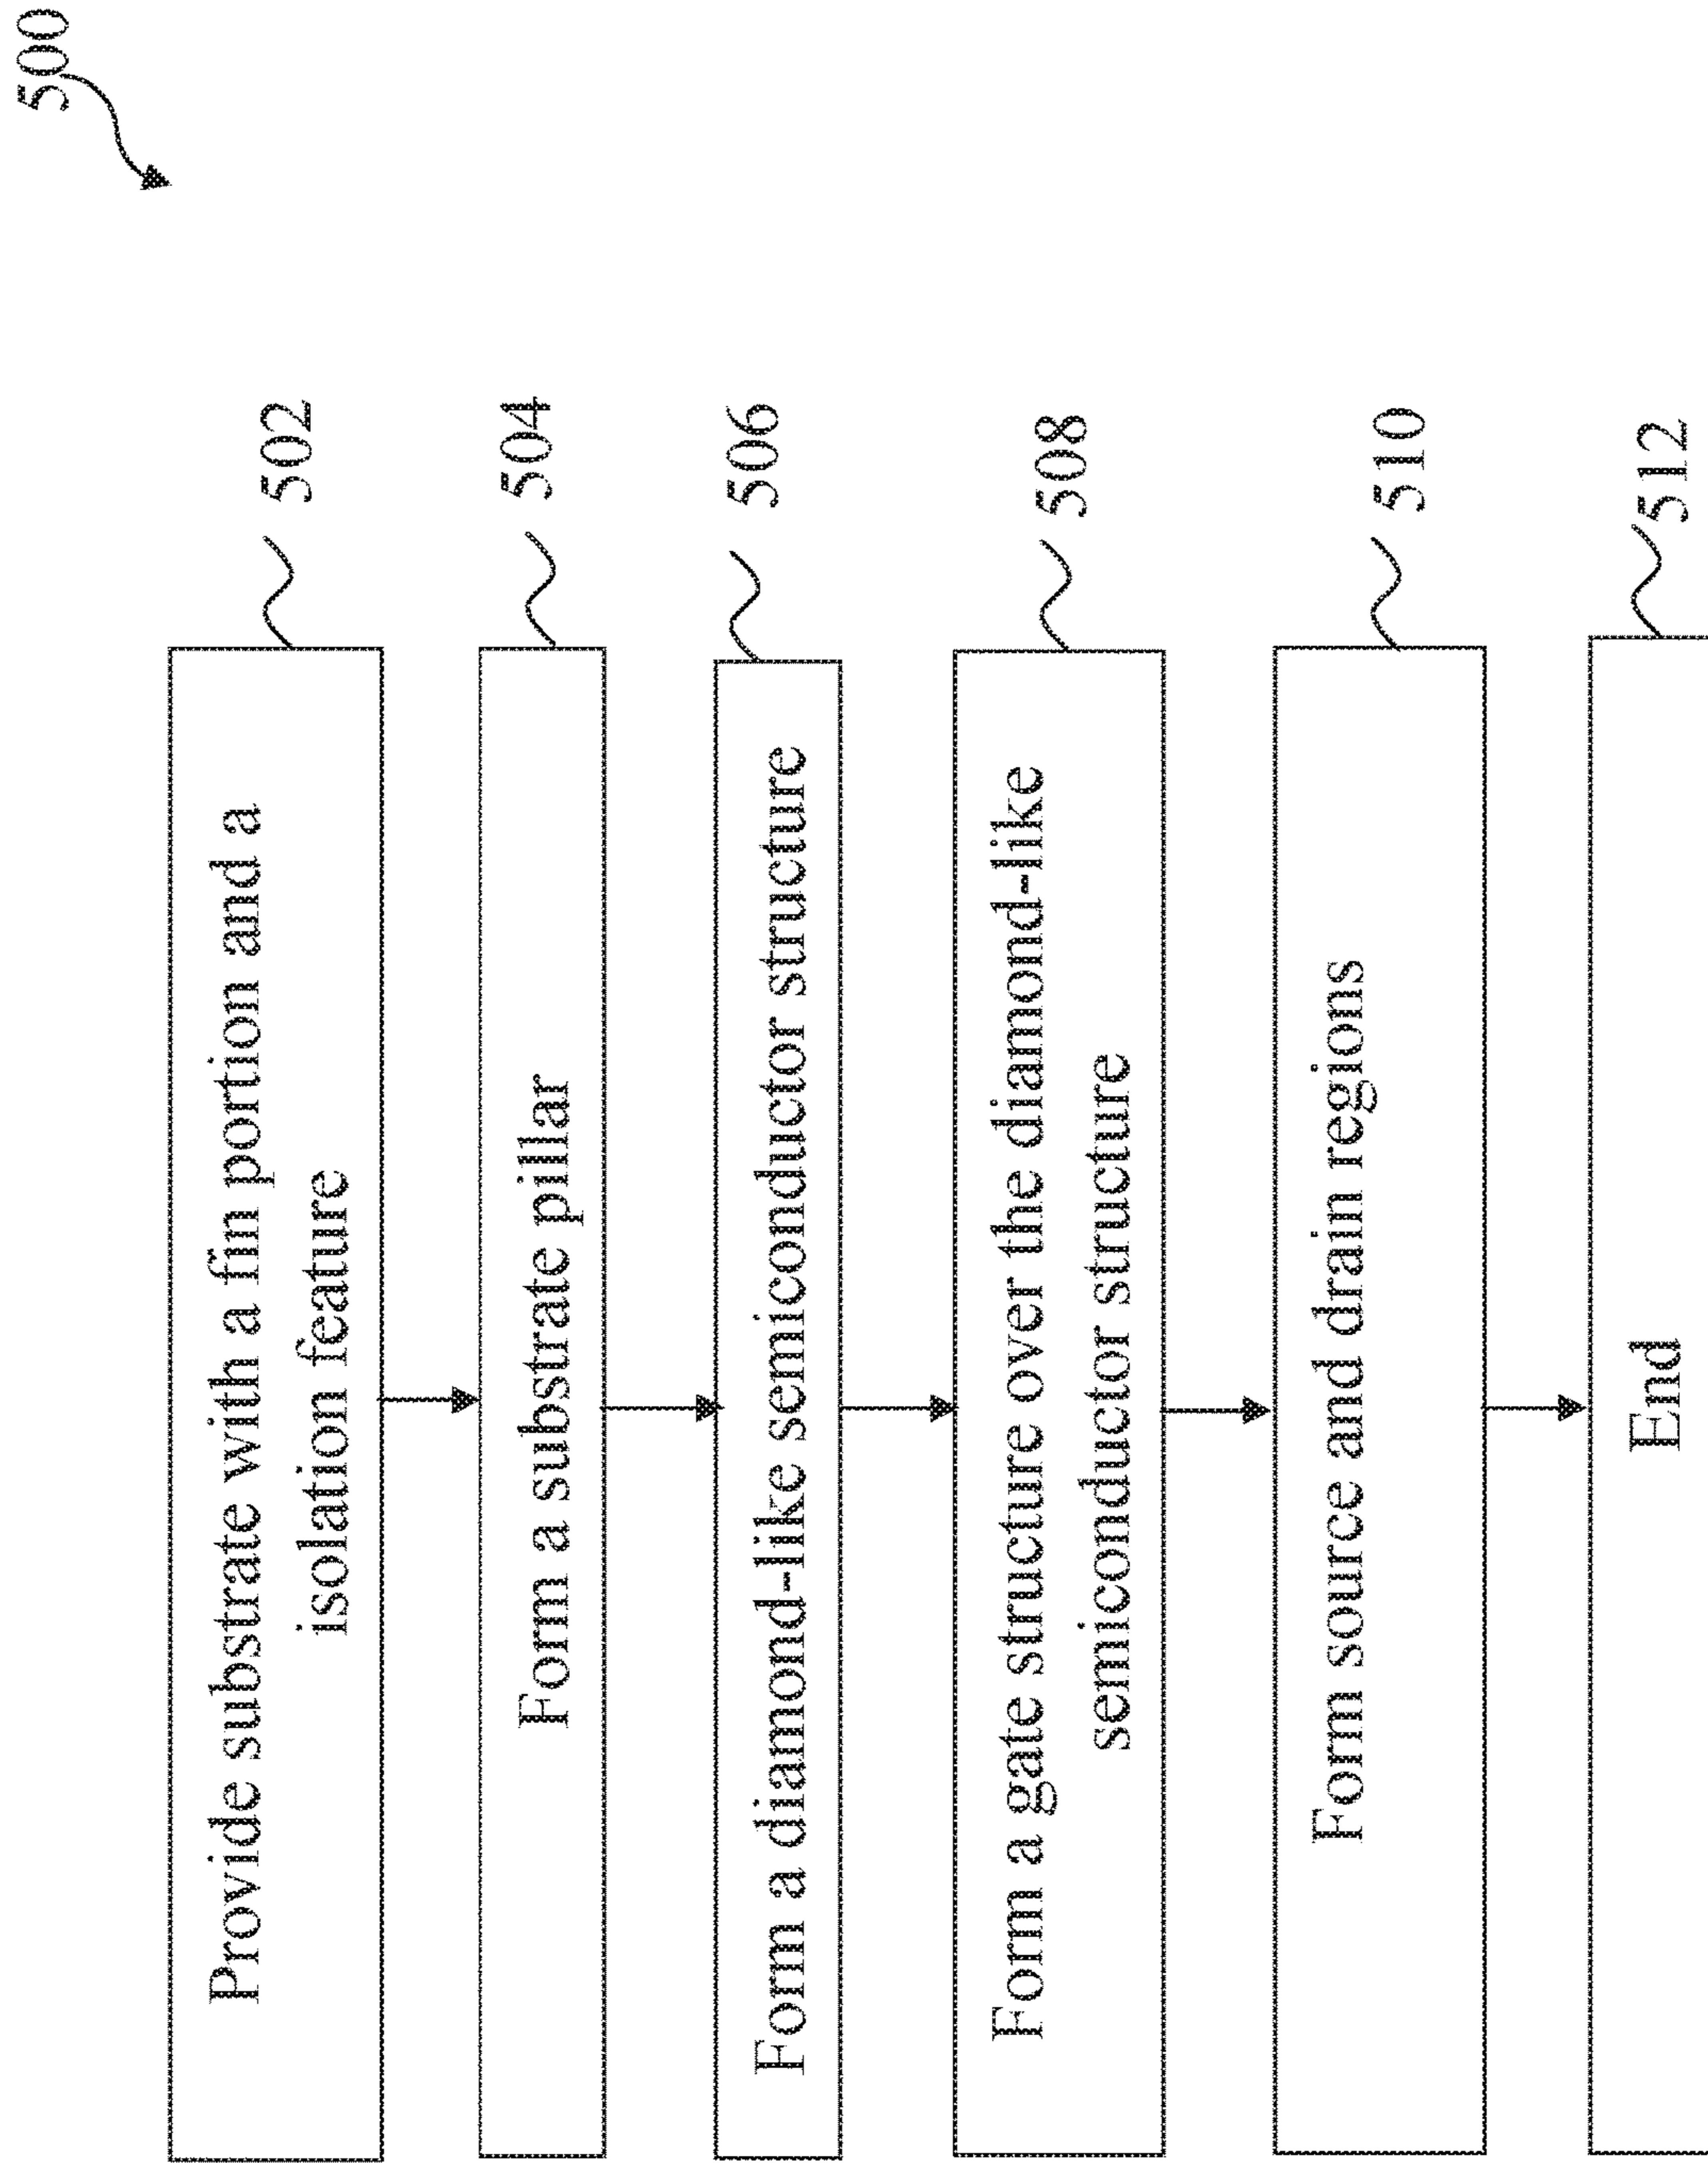 500
Provide substrate with a fin portion and a
isolation feature
502
Form a substrate pillar
504
Form a diamond-like semiconductor structure
506
Form a gate structure over the diamond-like
semiconductor structure
508
Form source and drain regions
510
End
512